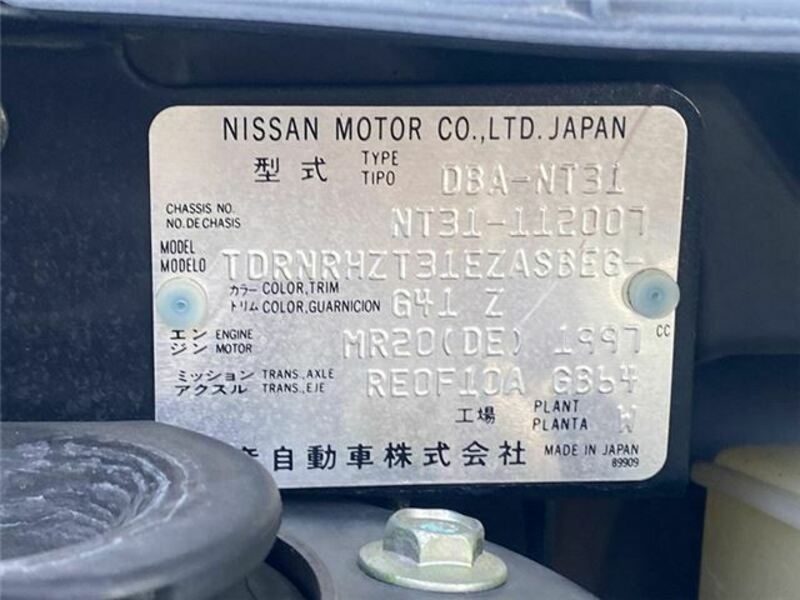 NISSAN MOTOR CO.,LTD. JAPAN
型式 TYPE TIPO DBA-NT31
CHASSIS NO. NO. DE CHASIS NT31-112007
MODEL MODELO TDRNRHZT31EZASBEG-
カラー COLOR,TRIM
トリム COLOR,GUARNICION G41 Z
エン ENGINE
ジン MOTOR MR20(DE) 1997 CC
ミッション TRANS.,AXLE
アクスル TRANS.,EJE RE0F10A GB64
工場 PLANT PLANTA W
産自動車株式会社 MADE IN JAPAN
89909